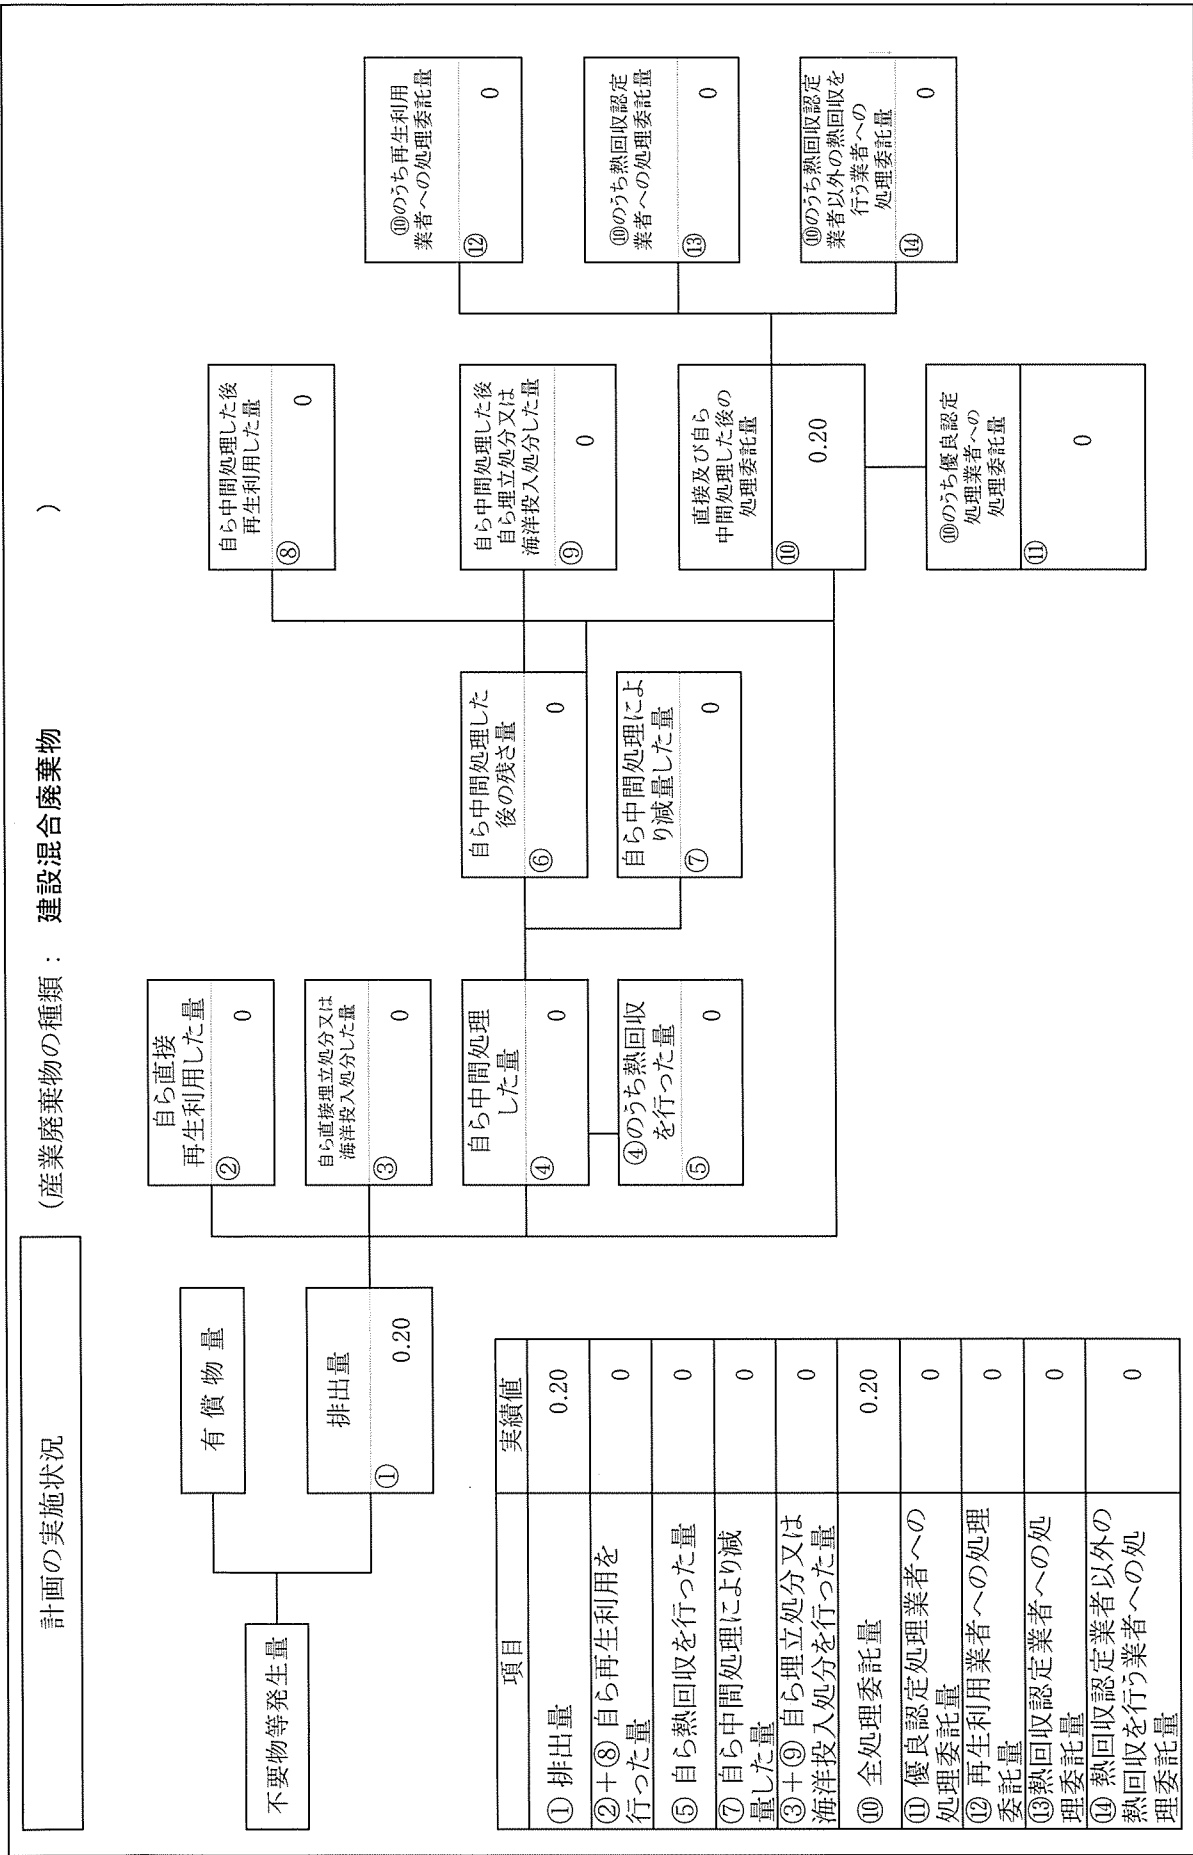 計画の実施状況
(産業廃棄物の種類： 建設混合廃棄物 )
不要物等発生量
有償物量
排出量
① 0.20
自ら直接
再生利用した量
② 0
自ら直接埋立処分又は
海洋投入処分した量
③ 0
自ら中間処理
した量
④ 0
④のうち熱回収
を行った量
⑤ 0
自ら中間処理した
後の残さ量
⑥ 0
自ら中間処理によ
り減量した量
⑦ 0
自ら中間処理した後
再生利用した量
⑧ 0
自ら中間処理した後
自ら埋立処分又は
海洋投入処分した量
⑨ 0
直接及び自ら
中間処理した後の
処理委託量
⑩ 0.20
⑩のうち優良認定
処理業者への
処理委託量
⑪ 0
⑩のうち再生利用
業者への処理委託量
⑫ 0
⑩のうち熱回収認定
業者への処理委託量
⑬ 0
⑩のうち熱回収認定
業者以外の熱回収を
行う業者への
処理委託量
⑭ 0
項目 実績値
① 排出量 0.20
②＋⑧ 自ら再生利用を
行った量 0
⑤ 自ら熱回収を行った量 0
⑦ 自ら中間処理により減
量した量 0
③＋⑨ 自ら埋立処分又は
海洋投入処分を行った量 0
⑩ 全処理委託量 0.20
⑪ 優良認定処理業者への
処理委託量 0
⑫ 再生利用業者への処理
委託量 0
⑬熱回収認定業者への処
理委託量 0
⑭ 熱回収認定業者以外の
熱回収を行う業者への処
理委託量 0